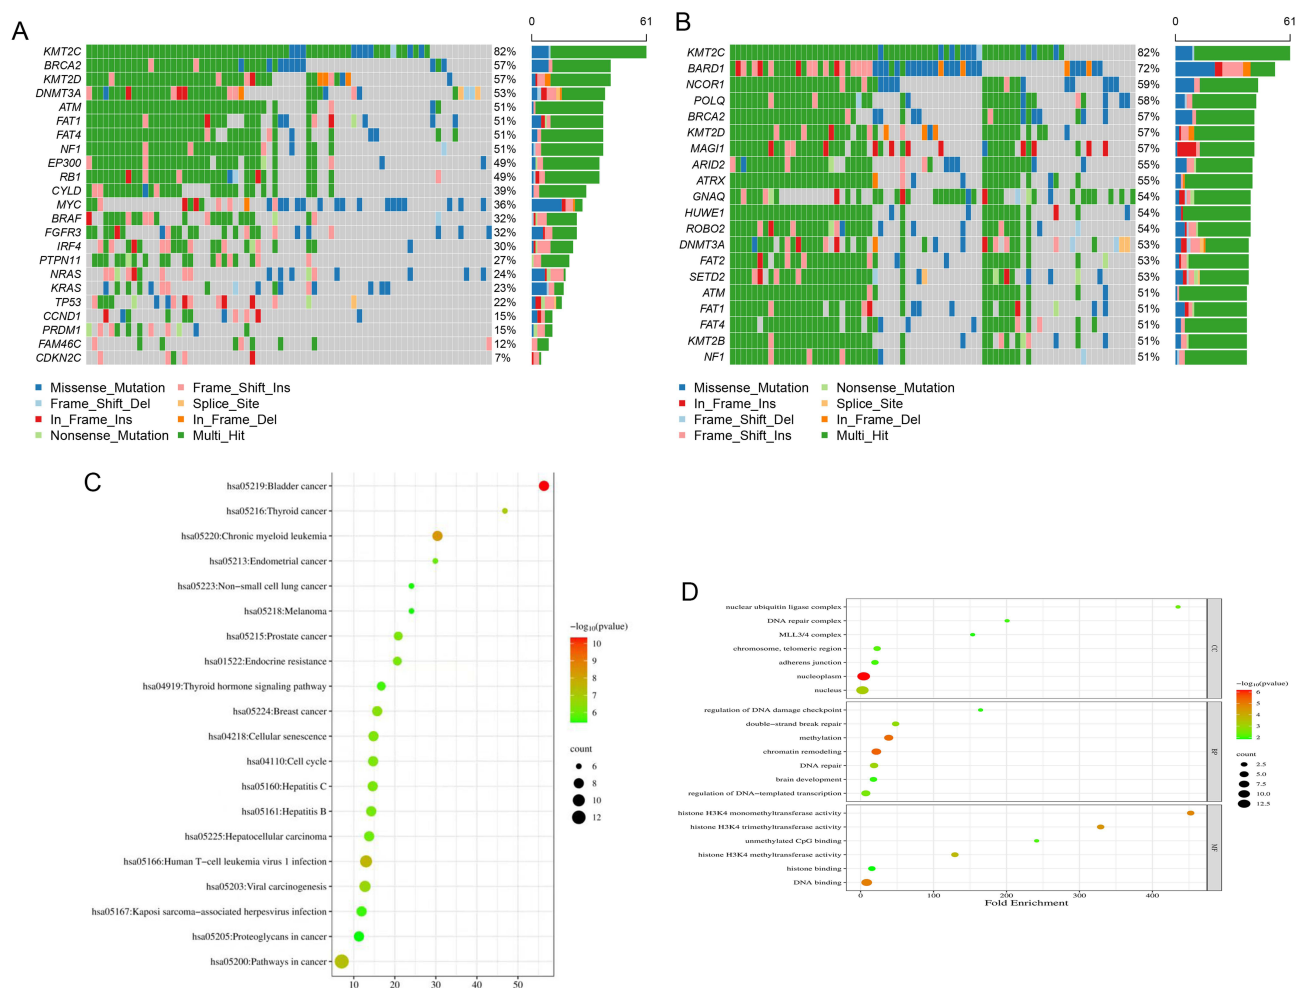 A
0 61
KMT2C 82%
BRCA2 57%
KMT2D 57%
DNMT3A 53%
ATM 51%
FAT1 51%
FAT4 51%
NF1 51%
EP300 49%
RB1 49%
CYLD 39%
MYC 36%
BRAF 32%
FGFR3 32%
IRF4 30%
PTPN11 27%
NRAS 24%
KRAS 23%
TP53 22%
CCND1 15%
PRDM1 15%
FAM46C 12%
CDKN2C 7%
Missense_Mutation Frame_Shift_Ins
Frame_Shift_Del Splice_Site
In_Frame_Ins In_Frame_Del
Nonsense_Mutation Multi_Hit
B
0 61
KMT2C 82%
BARD1 72%
NCOR1 59%
POLQ 58%
BRCA2 57%
KMT2D 57%
MAGI1 57%
ARID2 55%
ATRX 55%
GNAQ 54%
HUWE1 54%
ROBO2 54%
DNMT3A 53%
FAT2 53%
SETD2 53%
ATM 51%
FAT1 51%
FAT4 51%
KMT2B 51%
NF1 51%
Missense_Mutation Nonsense_Mutation
In_Frame_Ins Splice_Site
Frame_Shift_Del In_Frame_Del
Frame_Shift_Ins Multi_Hit
C
hsa05219:Bladder cancer
hsa05216:Thyroid cancer
hsa05220:Chronic myeloid leukemia
hsa05213:Endometrial cancer
hsa05223:Non−small cell lung cancer
hsa05218:Melanoma
hsa05215:Prostate cancer
hsa01522:Endocrine resistance
hsa04919:Thyroid hormone signaling pathway
hsa05224:Breast cancer
hsa04218:Cellular senescence
hsa04110:Cell cycle
hsa05160:Hepatitis C
hsa05161:Hepatitis B
hsa05225:Hepatocellular carcinoma
hsa05166:Human T−cell leukemia virus 1 infection
hsa05203:Viral carcinogenesis
hsa05167:Kaposi sarcoma−associated herpesvirus infection
hsa05205:Proteoglycans in cancer
hsa05200:Pathways in cancer
10 20 30 40 50
−log10(pvalue)
10
9
8
7
6
count
6
8
10
12
D
nuclear ubiquitin ligase complex
DNA repair complex
MLL3/4 complex
chromosome, telomeric region
adherens junction
nucleoplasm
nucleus
CC
regulation of DNA damage checkpoint
double−strand break repair
methylation
chromatin remodeling
DNA repair
brain development
regulation of DNA−templated transcription
BP
histone H3K4 monomethyltransferase activity
histone H3K4 trimethyltransferase activity
unmethylated CpG binding
histone H3K4 methyltransferase activity
histone binding
DNA binding
MF
0 100 200 300 400
Fold Enrichment
−log10(pvalue)
6
5
4
3
2
count
2.5
5.0
7.5
10.0
12.5